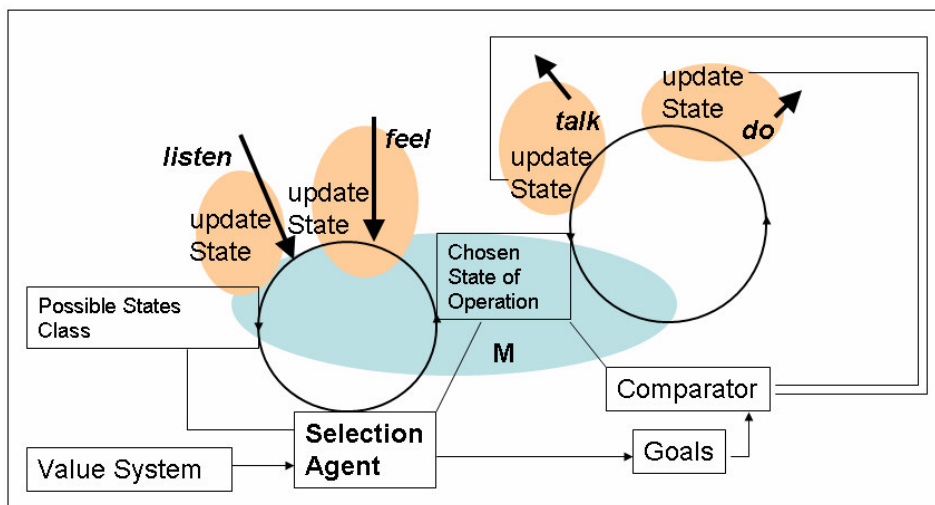 update
State
talk
update
State
do
listen
feel
update
State
update
State
Possible States
Class
Chosen
State of
Operation
M
Comparator
Selection
Agent
Goals
Value System